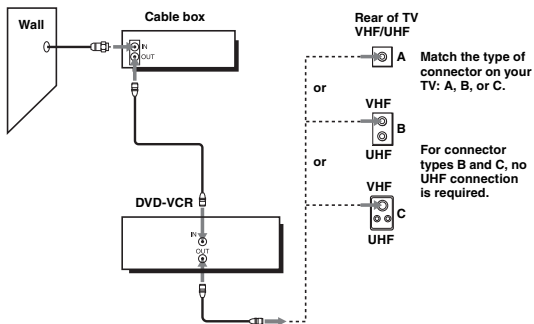 Wall
Cable box
IN
OUT
DVD-VCR
IN
OUT
Rear of TV
VHF/UHF
A
or
VHF
B
UHF
or
VHF
C
UHF
Match the type of
connector on your
TV: A, B, or C.
For connector
types B and C, no
UHF connection
is required.